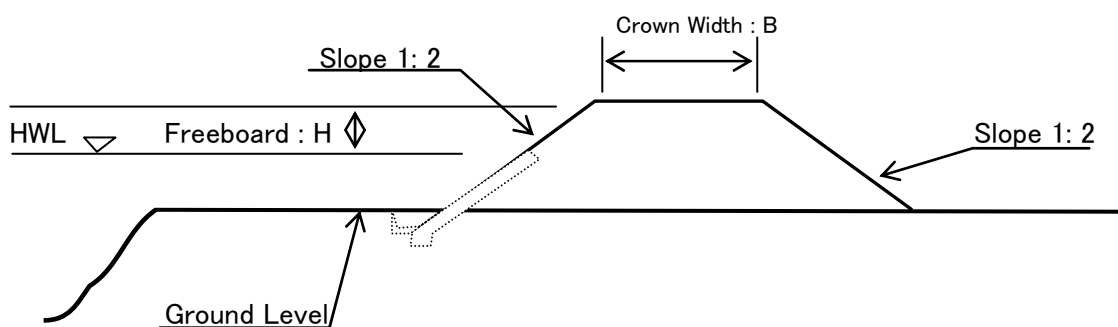 Crown Width : B
Slope 1: 2
HWL
Freeboard : H
Slope 1: 2
Ground Level